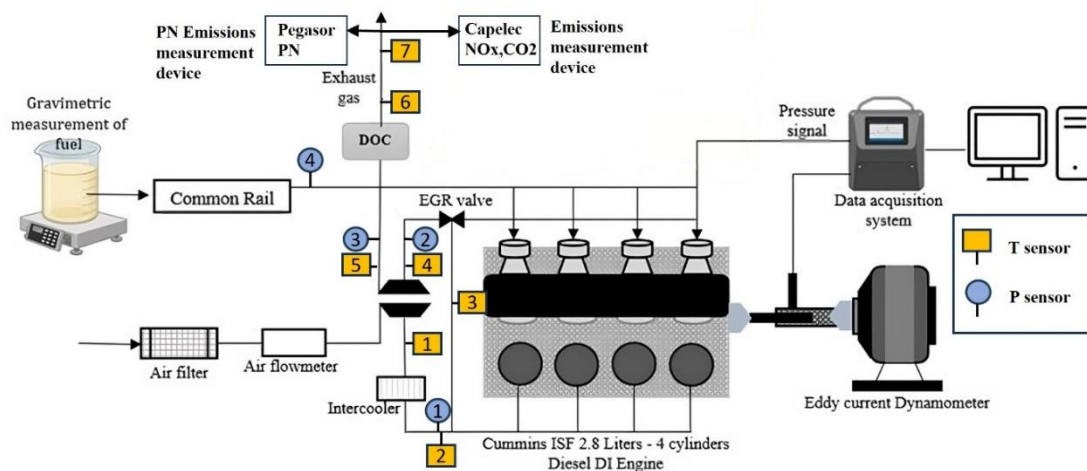 PN Emissions
measurement
device
Pegasor
PN
Capelec
NOx,CO2
Emissions
measurement
device
7
Exhaust
gas
6
Gravimetric
measurement of
fuel
DOC
Pressure
signal
4
Common Rail
EGR valve
Data acquisition
system
3
2
5
4
3
T sensor
P sensor
1
Air filter
Air flowmeter
Intercooler
1
2
Eddy current Dynamometer
Cummins ISF 2.8 Liters - 4 cylinders
Diesel DI Engine